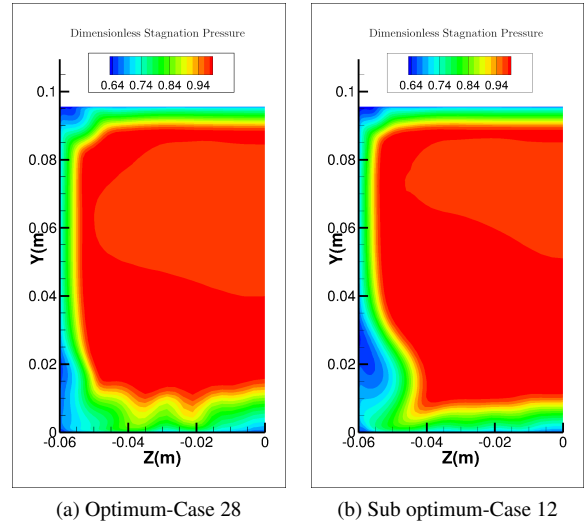 Dimensionless Stagnation Pressure
0.64 0.74 0.84 0.94
0.1
0.08
0.06
Y(m
0.04
0.02
0
-0.06 -0.04 -0.02 0
Z(m)
(a) Optimum-Case 28
Dimensionless Stagnation Pressure
0.64 0.74 0.84 0.94
0.1
0.08
0.06
Y(m
0.04
0.02
0
-0.06 -0.04 -0.02 0
Z(m)
(b) Sub optimum-Case 12